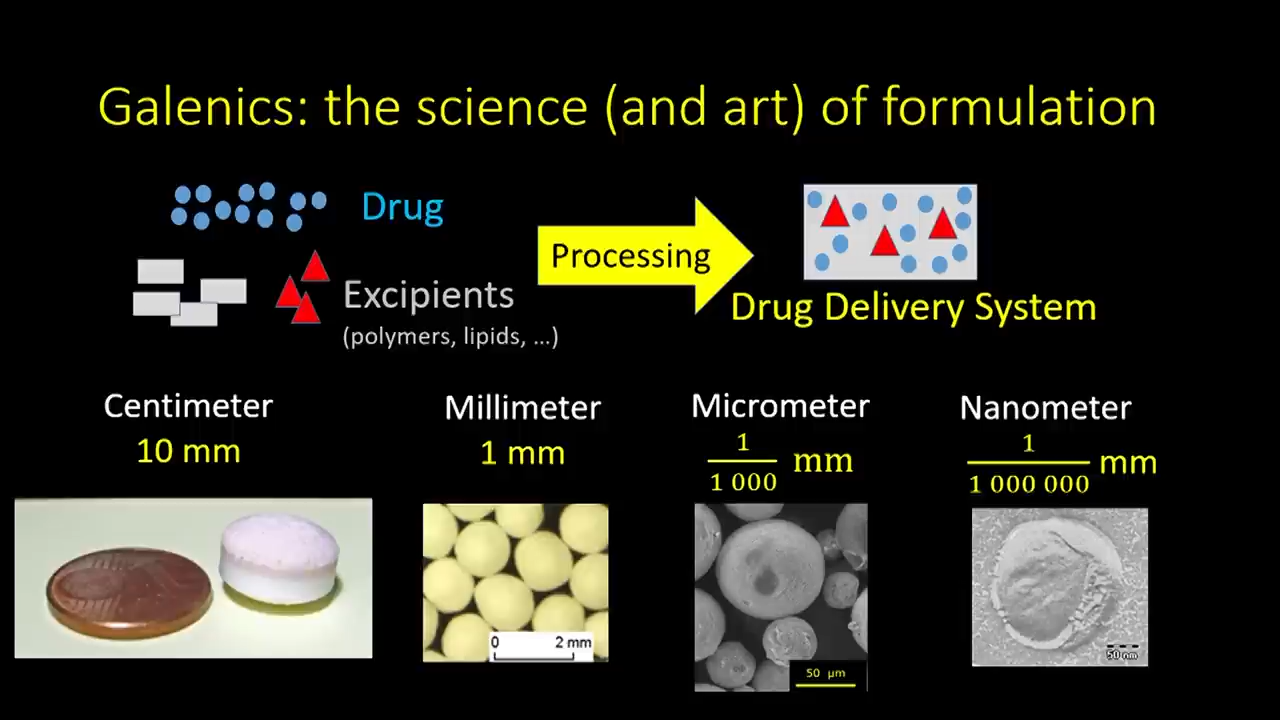 Galenics: the science (and art) of formulation
Drug
Excipients
(polymers, lipids, ...)
Processing
Drug Delivery System
Centimeter
10 mm
Millimeter
1 mm
Micrometer
1
1 000
mm
Nanometer
1
1 000 000
mm
0 2 mm
50 µm
50 nm